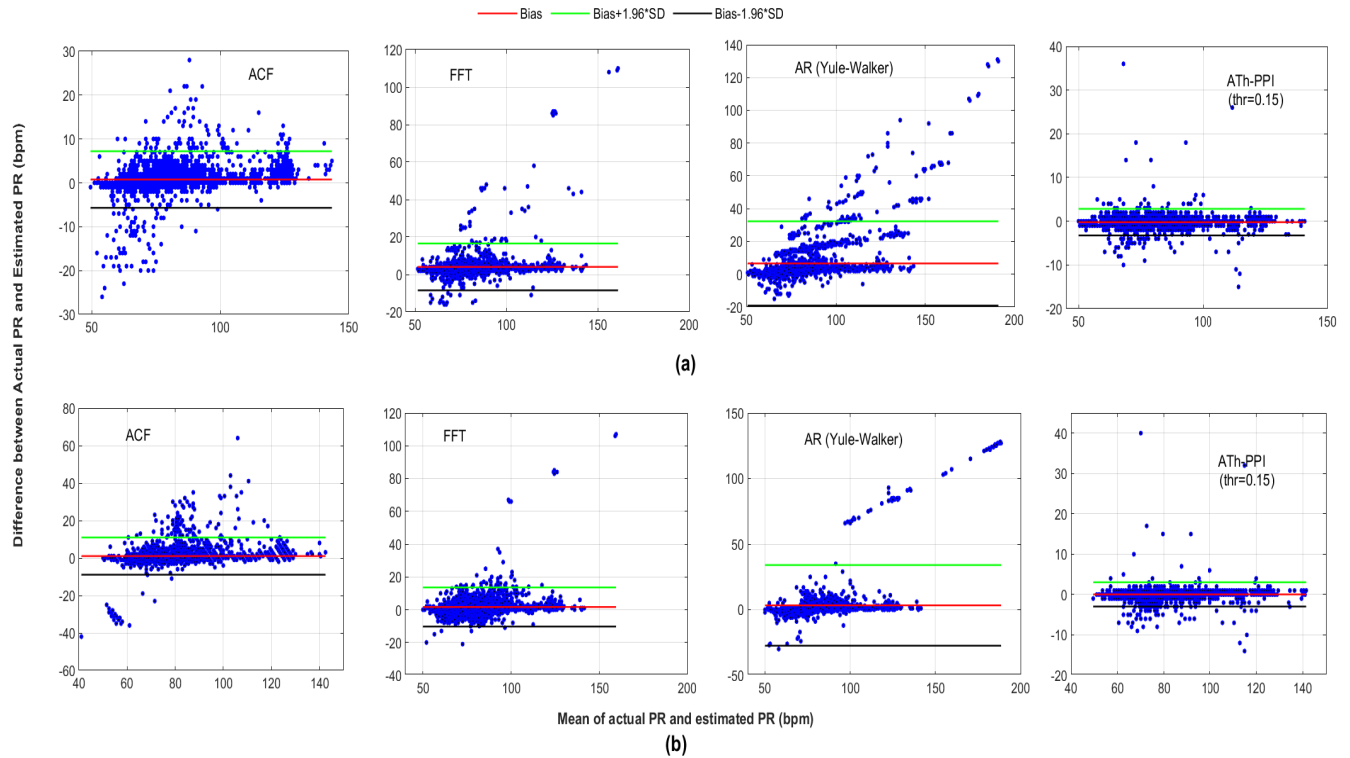 Bias Bias+1.96*SD Bias-1.96*SD
Difference between Actual PR and Estimated PR (bpm)
30
20
10
0
-10
-20
-30
50 100 150
ACF
120
100
80
60
40
20
0
-20
50 100 150 200
FFT
140
120
100
80
60
40
20
0
-20
50 100 150 200
AR (Yule-Walker)
40
30
20
10
0
-10
-20
50 100 150
ATh-PPI
(thr=0.15)
(a)
80
60
40
20
0
-20
-40
-60
40 60 80 100 120 140
ACF
120
100
80
60
40
20
0
-20
-40
50 100 150 200
FFT
150
100
50
0
-50
50 100 150 200
AR (Yule-Walker)
40
30
20
10
0
-10
-20
40 60 80 100 120 140
ATh-PPI
(thr=0.15)
Mean of actual PR and estimated PR (bpm)
(b)